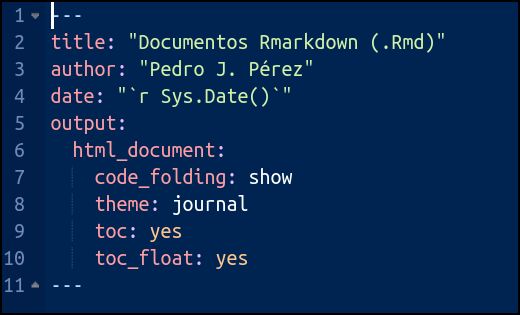 1 ---
2 title: "Documentos Rmarkdown (.Rmd)"
3 author: "Pedro J. Pérez"
4 date: "`r Sys.Date()`"
5 output:
6   html_document:
7     code_folding: show
8     theme: journal
9     toc: yes
10     toc_float: yes
11 ---